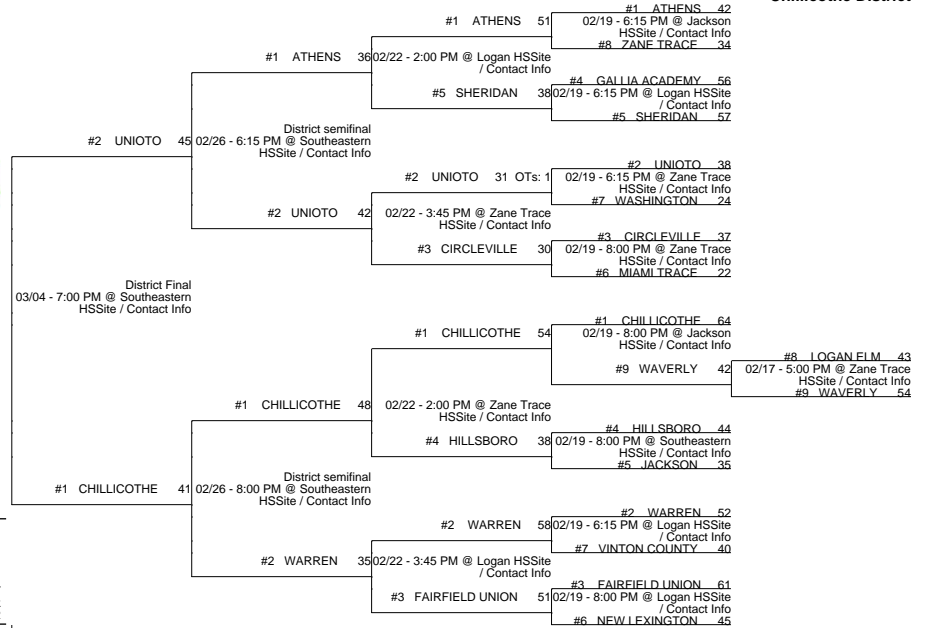 #1 ATHENS 42
02/19 - 6:15 PM @ Jackson
HSSite / Contact Info
#8 ZANE TRACE 34
#1 ATHENS 51
02/22 - 2:00 PM @ Logan HSSite
/ Contact Info
#4 GALLIA ACADEMY 56
02/19 - 6:15 PM @ Logan HSSite
/ Contact Info
#5 SHERIDAN 57
#5 SHERIDAN 38
#1 ATHENS 36
District semifinal
02/26 - 6:15 PM @ Southeastern
HSSite / Contact Info
#2 UNIOTO 45
#2 UNIOTO 38
02/19 - 6:15 PM @ Zane Trace
HSSite / Contact Info
#7 WASHINGTON 24
#2 UNIOTO 31 OTs: 1
02/22 - 3:45 PM @ Zane Trace
HSSite / Contact Info
#2 UNIOTO 42
#3 CIRCLEVILLE 37
02/19 - 8:00 PM @ Zane Trace
HSSite / Contact Info
#6 MIAMI TRACE 22
#3 CIRCLEVILLE 30
District Final
03/04 - 7:00 PM @ Southeastern
HSSite / Contact Info
#1 CHILLICOTHE 64
02/19 - 8:00 PM @ Jackson
HSSite / Contact Info
#9 WAVERLY 42
#8 LOGAN ELM 43
02/17 - 5:00 PM @ Zane Trace
HSSite / Contact Info
#9 WAVERLY 54
#1 CHILLICOTHE 54
02/22 - 2:00 PM @ Zane Trace
HSSite / Contact Info
#1 CHILLICOTHE 48
#4 HILLSBORO 44
02/19 - 8:00 PM @ Southeastern
HSSite / Contact Info
#5 JACKSON 35
#4 HILLSBORO 38
District semifinal
02/26 - 8:00 PM @ Southeastern
HSSite / Contact Info
#1 CHILLICOTHE 41
#2 WARREN 52
02/19 - 6:15 PM @ Logan HSSite
/ Contact Info
#7 VINTON COUNTY 40
#2 WARREN 58
02/22 - 3:45 PM @ Logan HSSite
/ Contact Info
#2 WARREN 35
#3 FAIRFIELD UNION 61
02/19 - 8:00 PM @ Logan HSSite
/ Contact Info
#6 NEW LEXINGTON 45
#3 FAIRFIELD UNION 51